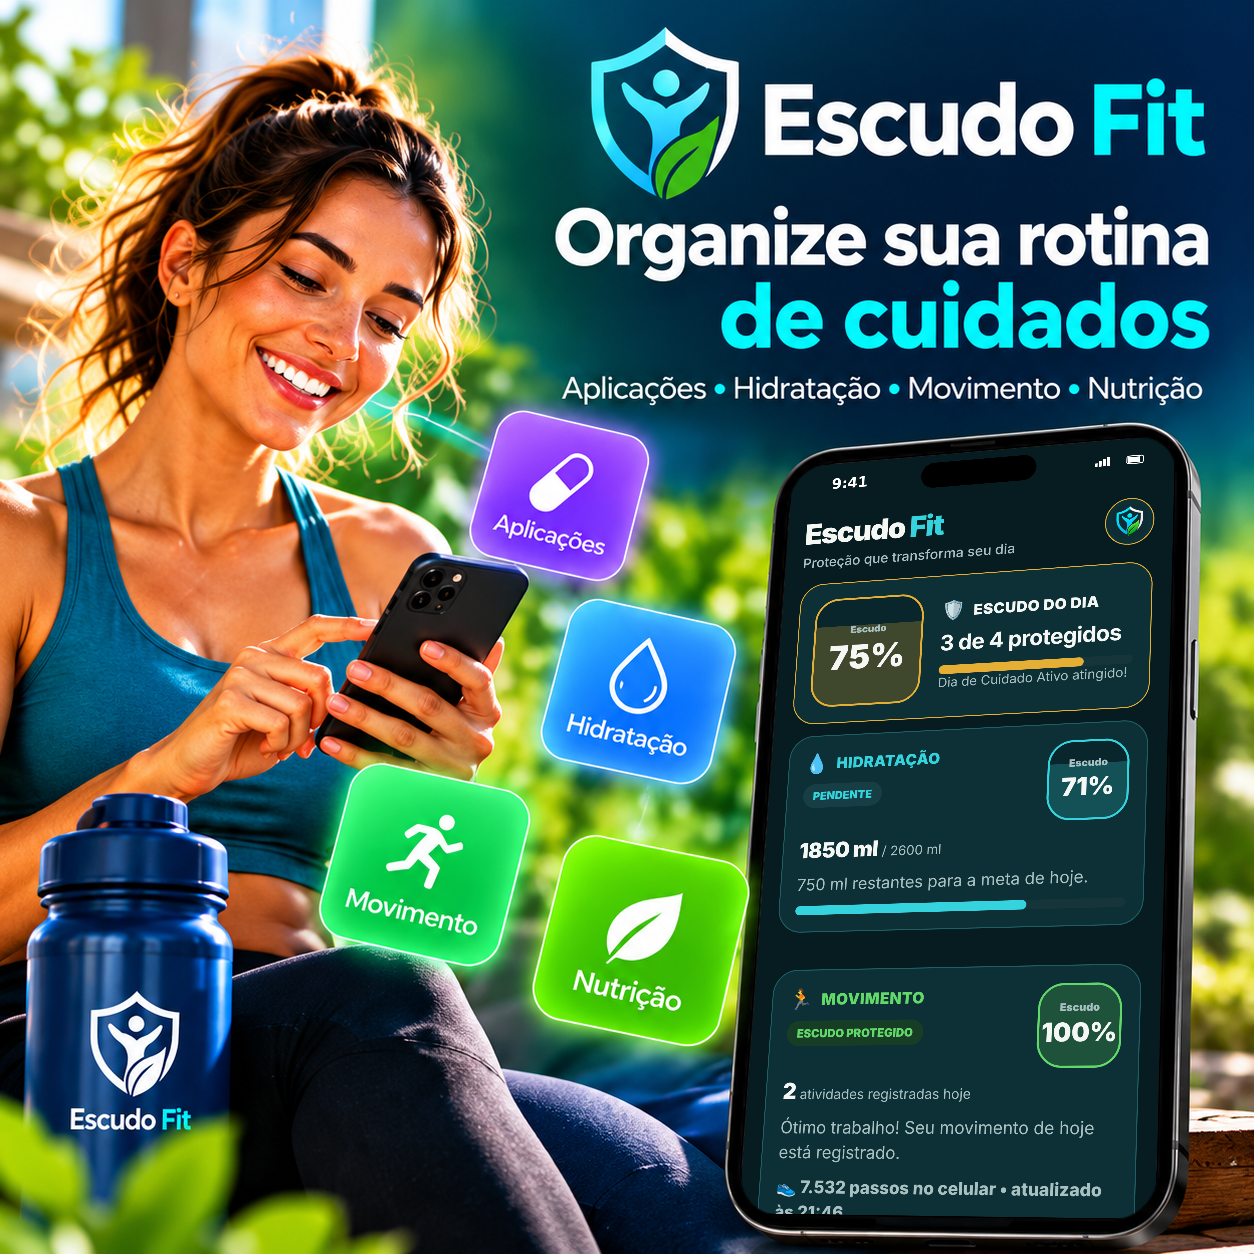 Escudo Fit
Organize sua rotina
de cuidados
Aplicações • Hidratação • Movimento • Nutrição
Aplicações
Hidratação
Movimento
Nutrição
Escudo Fit
9:41
Escudo Fit
Proteção que transforma seu dia
Escudo
75%
ESCUDO DO DIA
3 de 4 protegidos
Dia de Cuidado Ativo atingido!
HIDRATAÇÃO
PENDENTE
Escudo
71%
1850 ml / 2600 ml
750 ml restantes para a meta de hoje.
MOVIMENTO
ESCUDO PROTEGIDO
Escudo
100%
2 atividades registradas hoje
Ótimo trabalho! Seu movimento de hoje
está registrado.
7.532 passos no celular • atualizado
às 21:46